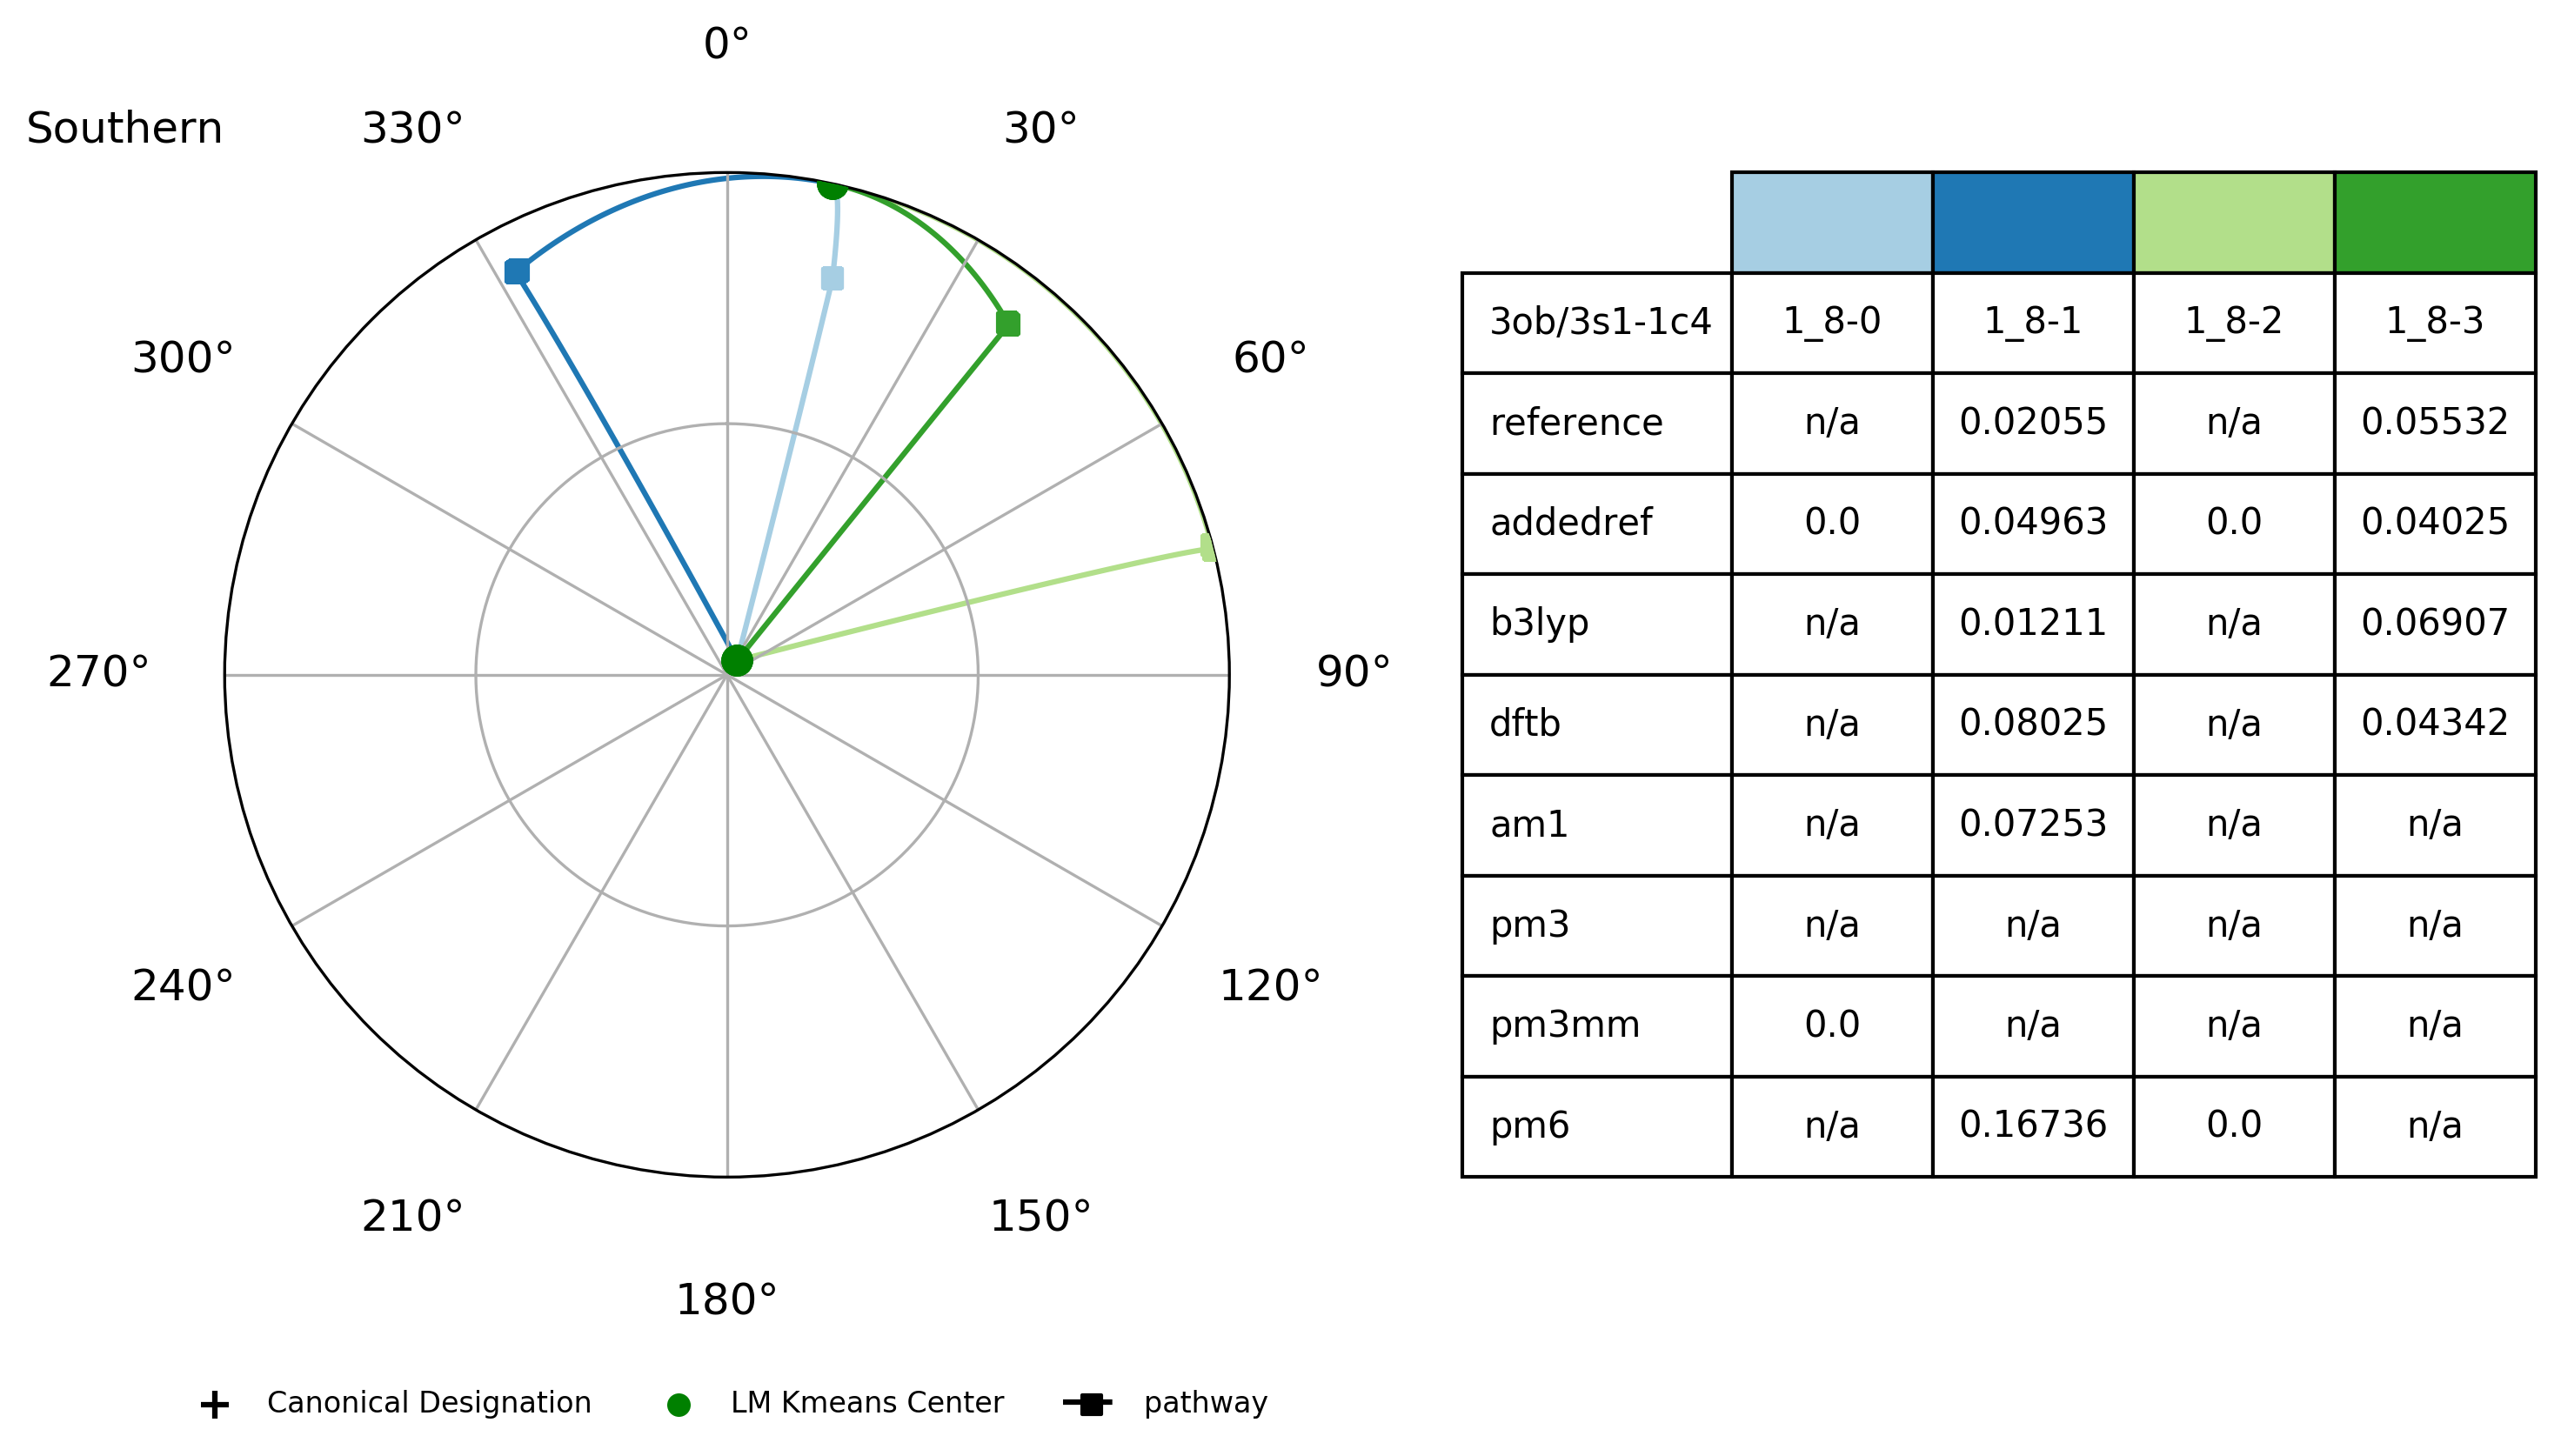 0°
Southern 330° 30°
300° 60°
270° 90°
240° 120°
210° 150°
180°
3ob/3s1-1c4 1_8-0 1_8-1 1_8-2 1_8-3
reference n/a 0.02055 n/a 0.05532
addedref 0.0 0.04963 0.0 0.04025
b3lyp n/a 0.01211 n/a 0.06907
dftb n/a 0.08025 n/a 0.04342
am1 n/a 0.07253 n/a n/a
pm3 n/a n/a n/a n/a
pm3mm 0.0 n/a n/a n/a
pm6 n/a 0.16736 0.0 n/a
Canonical Designation LM Kmeans Center pathway